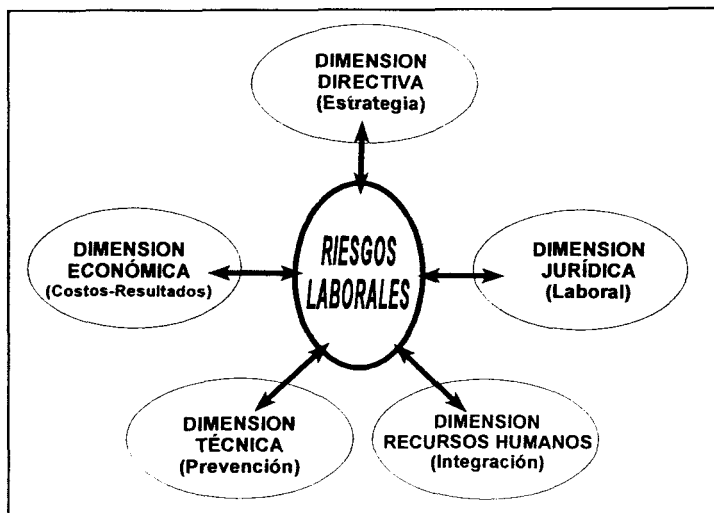 DIMENSION
DIRECTIVA
(Estrategia)
DIMENSION
ECONÓMICA
(Costos-Resultados)
RIESGOS
LABORALES
DIMENSION
JURÍDICA
(Laboral)
DIMENSION
TÉCNICA
(Prevención)
DIMENSION
RECURSOS HUMANOS
(Integración)